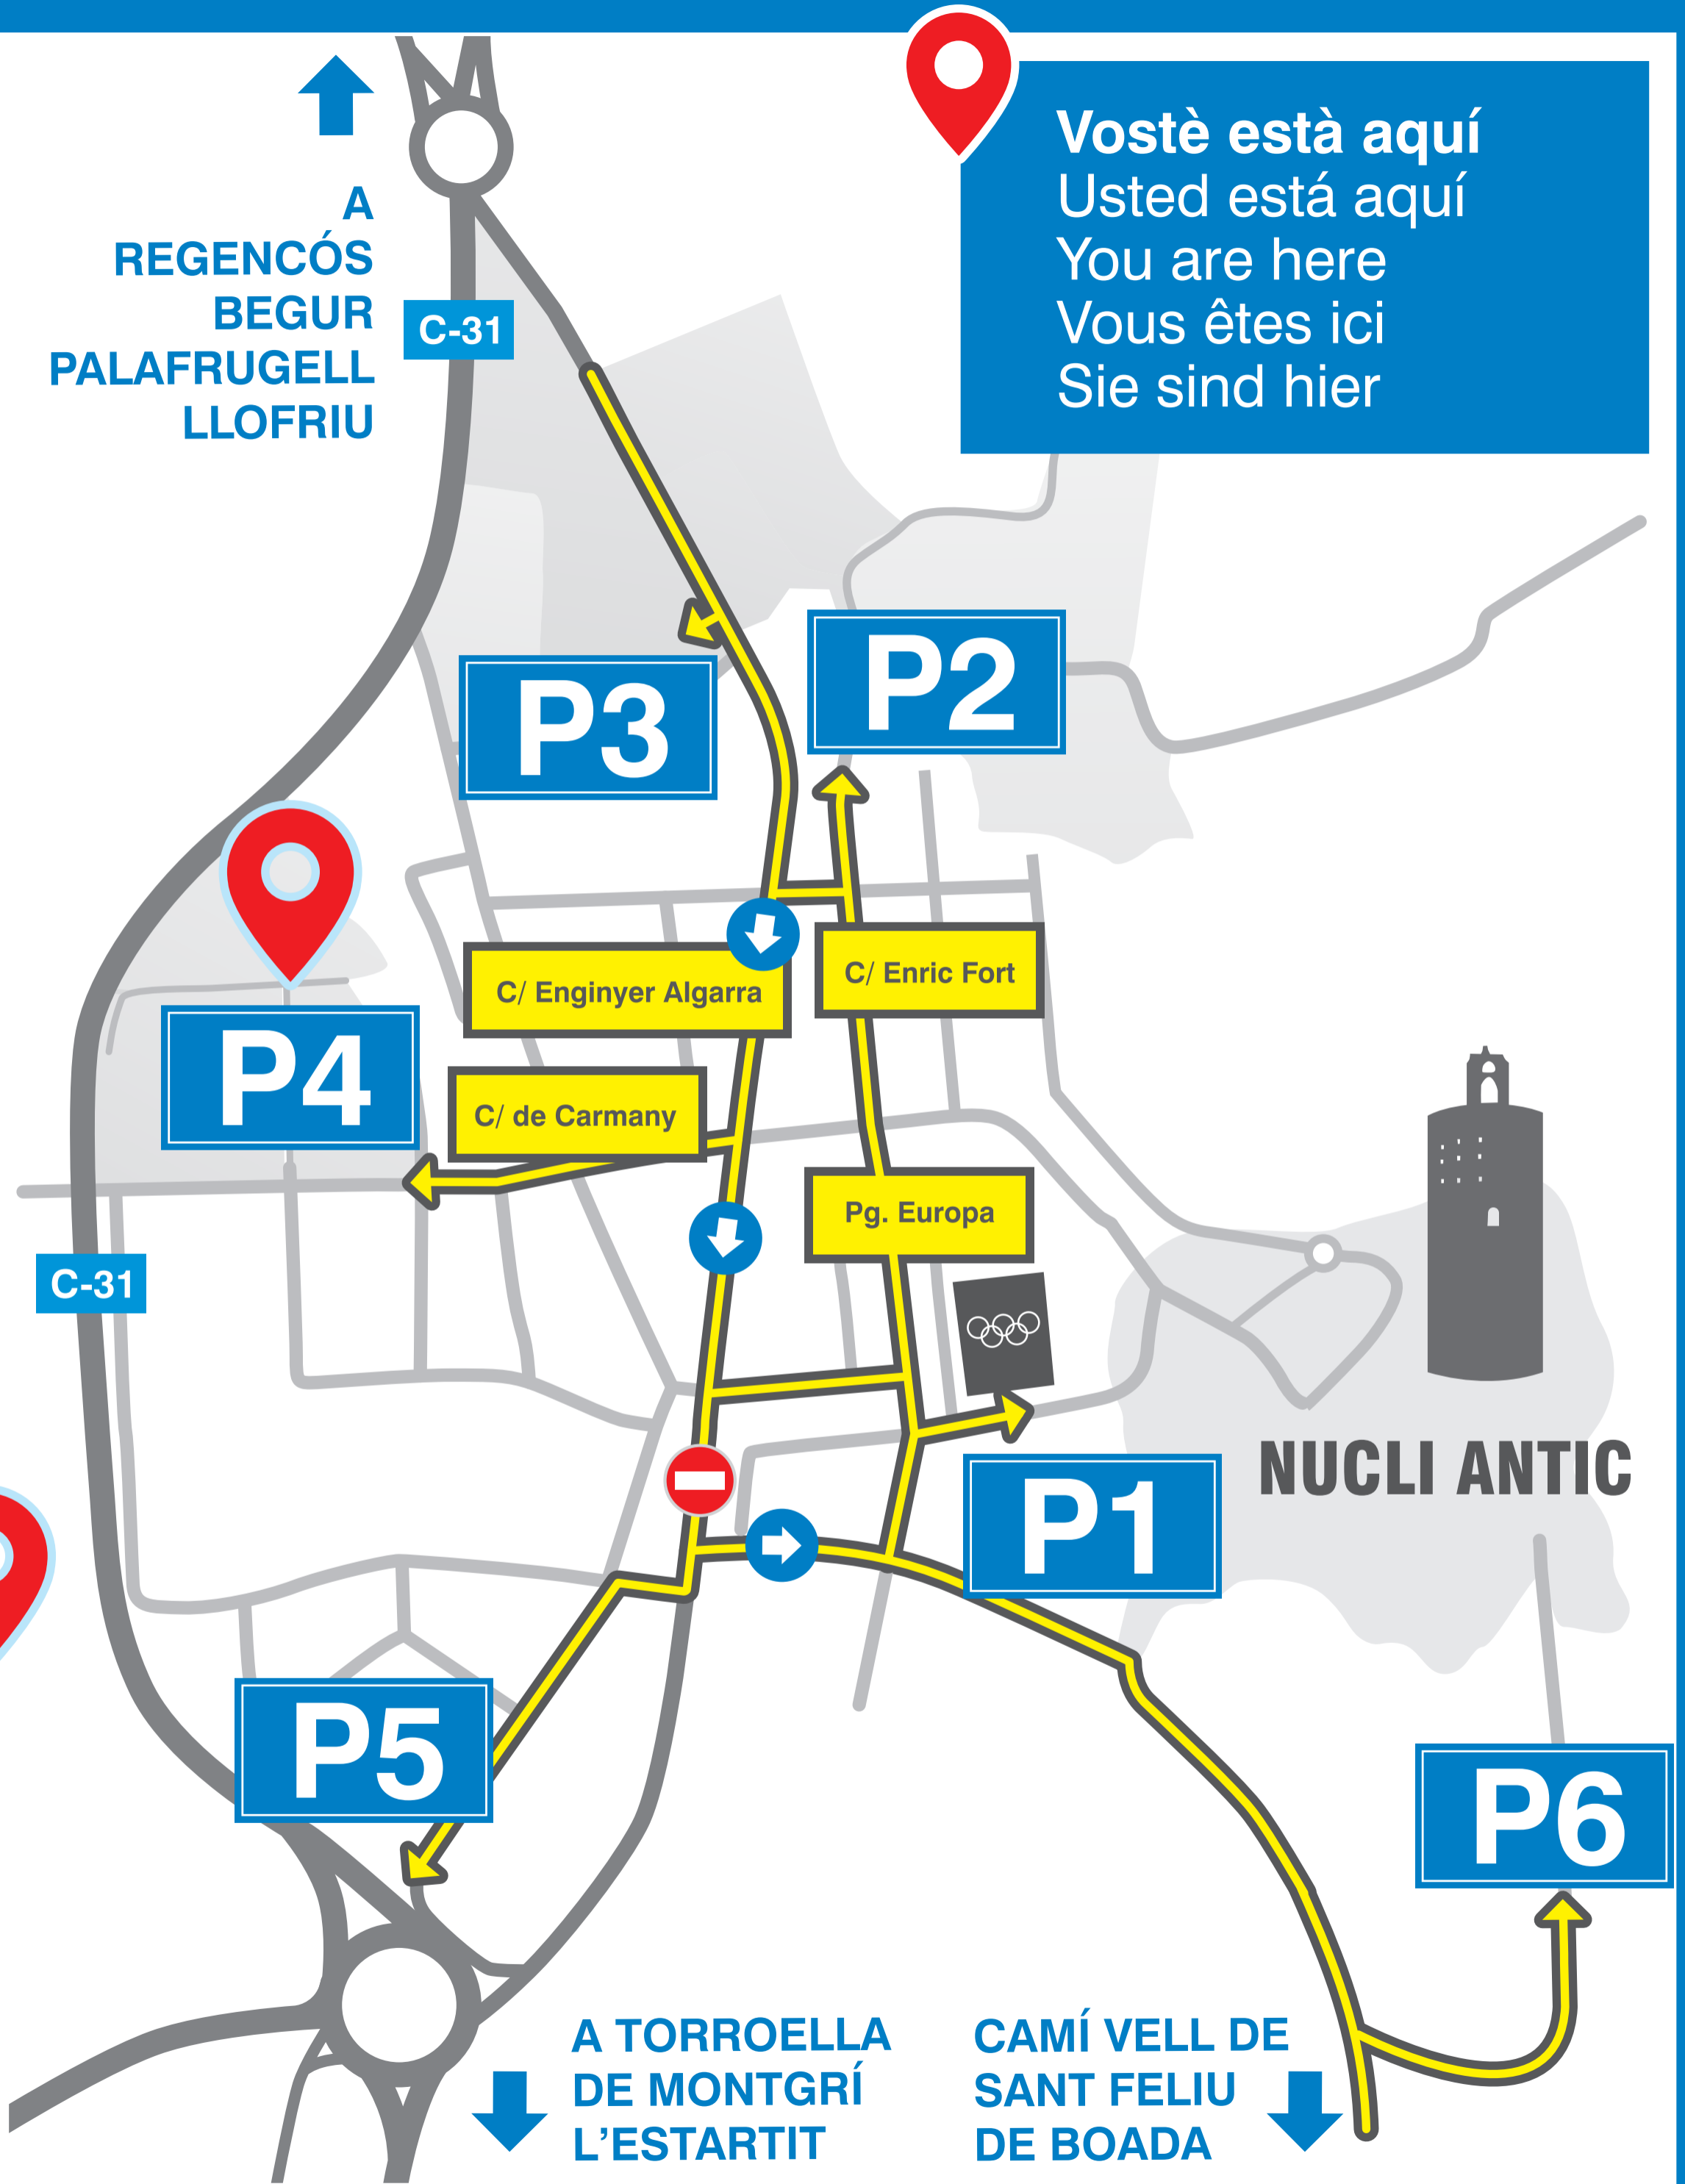 Vostè està aquí
Usted está aquí
You are here
Vous êtes ici
Sie sind hier
A
REGENCÓS
BEGUR
PALAFRUGELL
LLOFRIU
C-31
P2
P3
C/ Enric Fort
C/ Enginyer Algarra
P4
C/ de Carmany
Pg. Europa
C-31
NUCLI ANTIC
P1
P5
P6
A TORROELLA
DE MONTGRÍ
L'ESTARTIT
CAMÍ VELL DE
SANT FELIU
DE BOADA